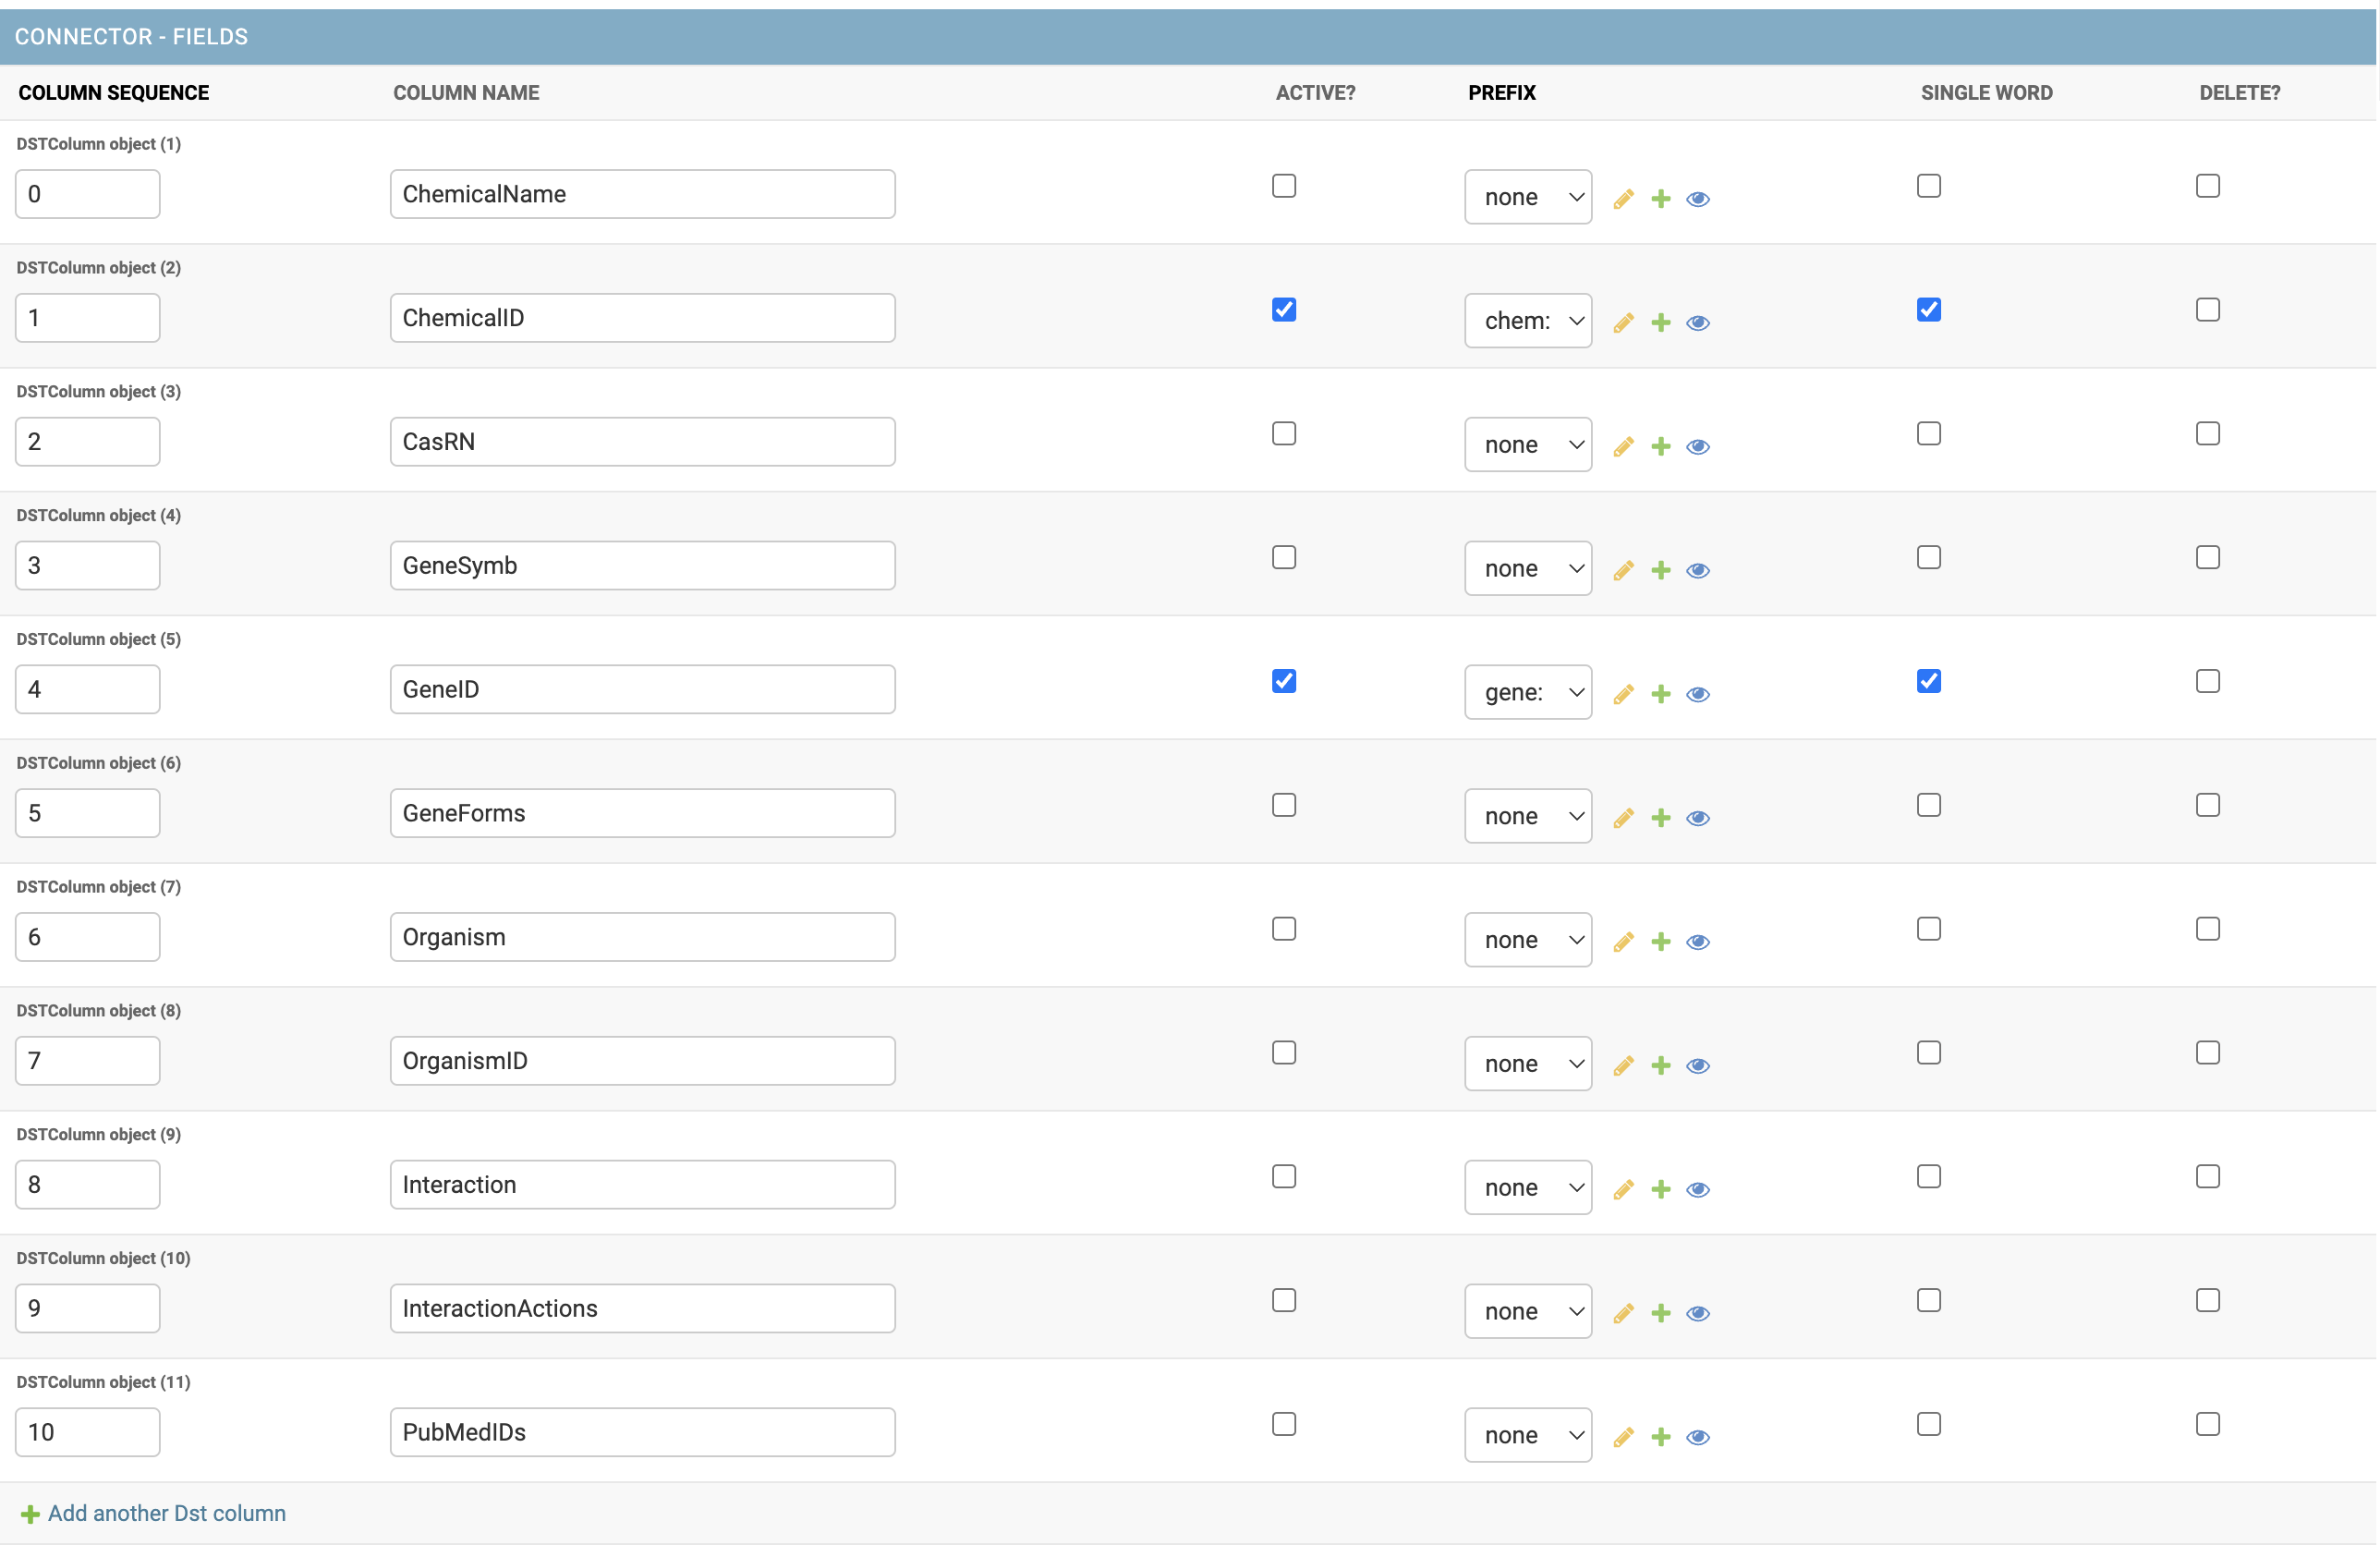 CONNECTOR - FIELDS
COLUMN SEQUENCE COLUMN NAME ACTIVE? PREFIX SINGLE WORD DELETE?
DSTColumn object (1)
0 ChemicalName none
DSTColumn object (2)
1 ChemicalID chem:
DSTColumn object (3)
2 CasRN none
DSTColumn object (4)
3 GeneSymb none
DSTColumn object (5)
4 GeneID gene:
DSTColumn object (6)
5 GeneForms none
DSTColumn object (7)
6 Organism none
DSTColumn object (8)
7 OrganismID none
DSTColumn object (9)
8 Interaction none
DSTColumn object (10)
9 InteractionActions none
DSTColumn object (11)
10 PubMedIDs none
Add another Dst column